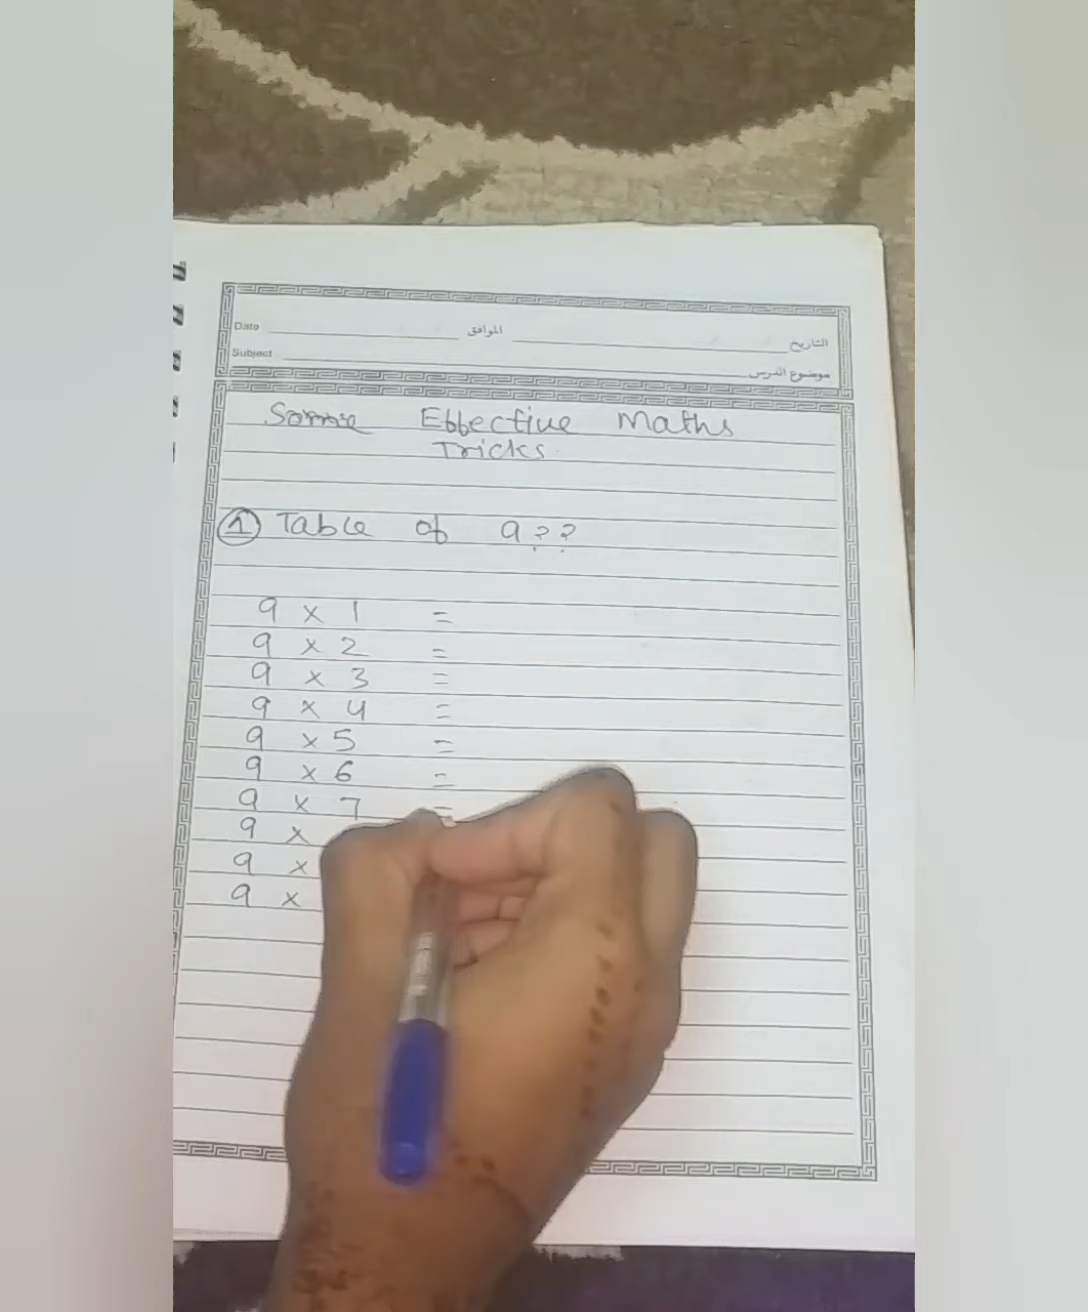 Date الموافق التاريخ
Subject موضوع الدرس
Some Effective Maths
Tricks
1 Table of 9??
9 × 1 =
9 × 2 =
9 × 3 =
9 × 4 =
9 × 5 =
9 × 6 =
9 × 7 =
9 ×
9 ×
9 ×